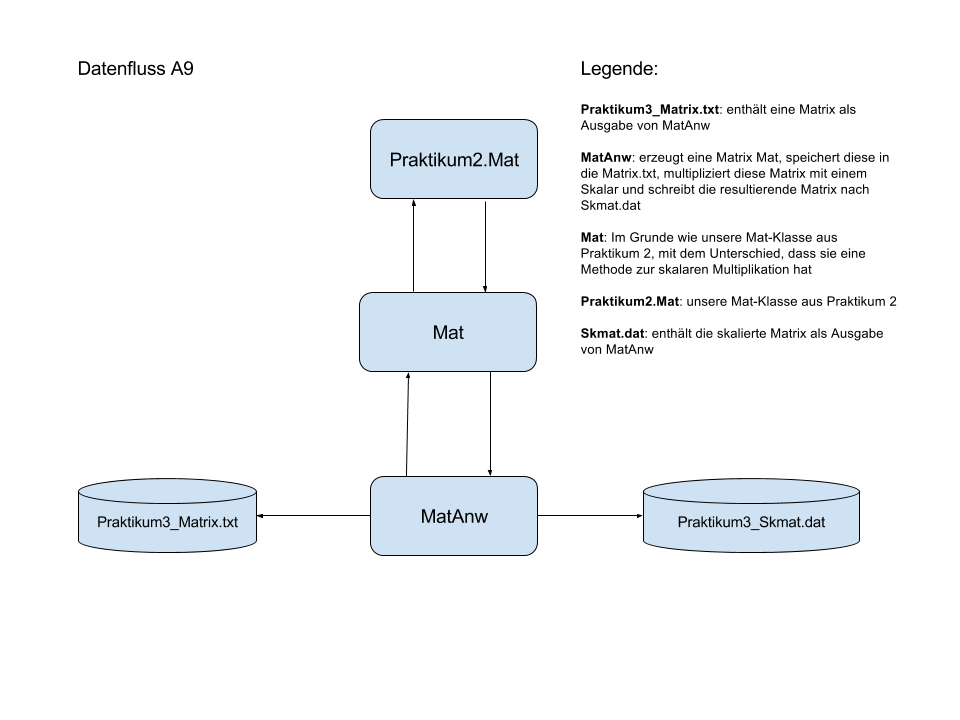 Datenfluss A9
Legende:
Praktikum3_Matrix.txt: enthält eine Matrix als
Ausgabe von MatAnw
MatAnw: erzeugt eine Matrix Mat, speichert diese in
die Matrix.txt, multipliziert diese Matrix mit einem
Skalar und schreibt die resultierende Matrix nach
Skmat.dat
Mat: Im Grunde wie unsere Mat-Klasse aus
Praktikum 2, mit dem Unterschied, dass sie eine
Methode zur skalaren Multiplikation hat
Praktikum2.Mat: unsere Mat-Klasse aus Praktikum 2
Skmat.dat: enthält die skalierte Matrix als Ausgabe
von MatAnw
Praktikum2.Mat
Mat
Praktikum3_Matrix.txt
MatAnw
Praktikum3_Skmat.dat